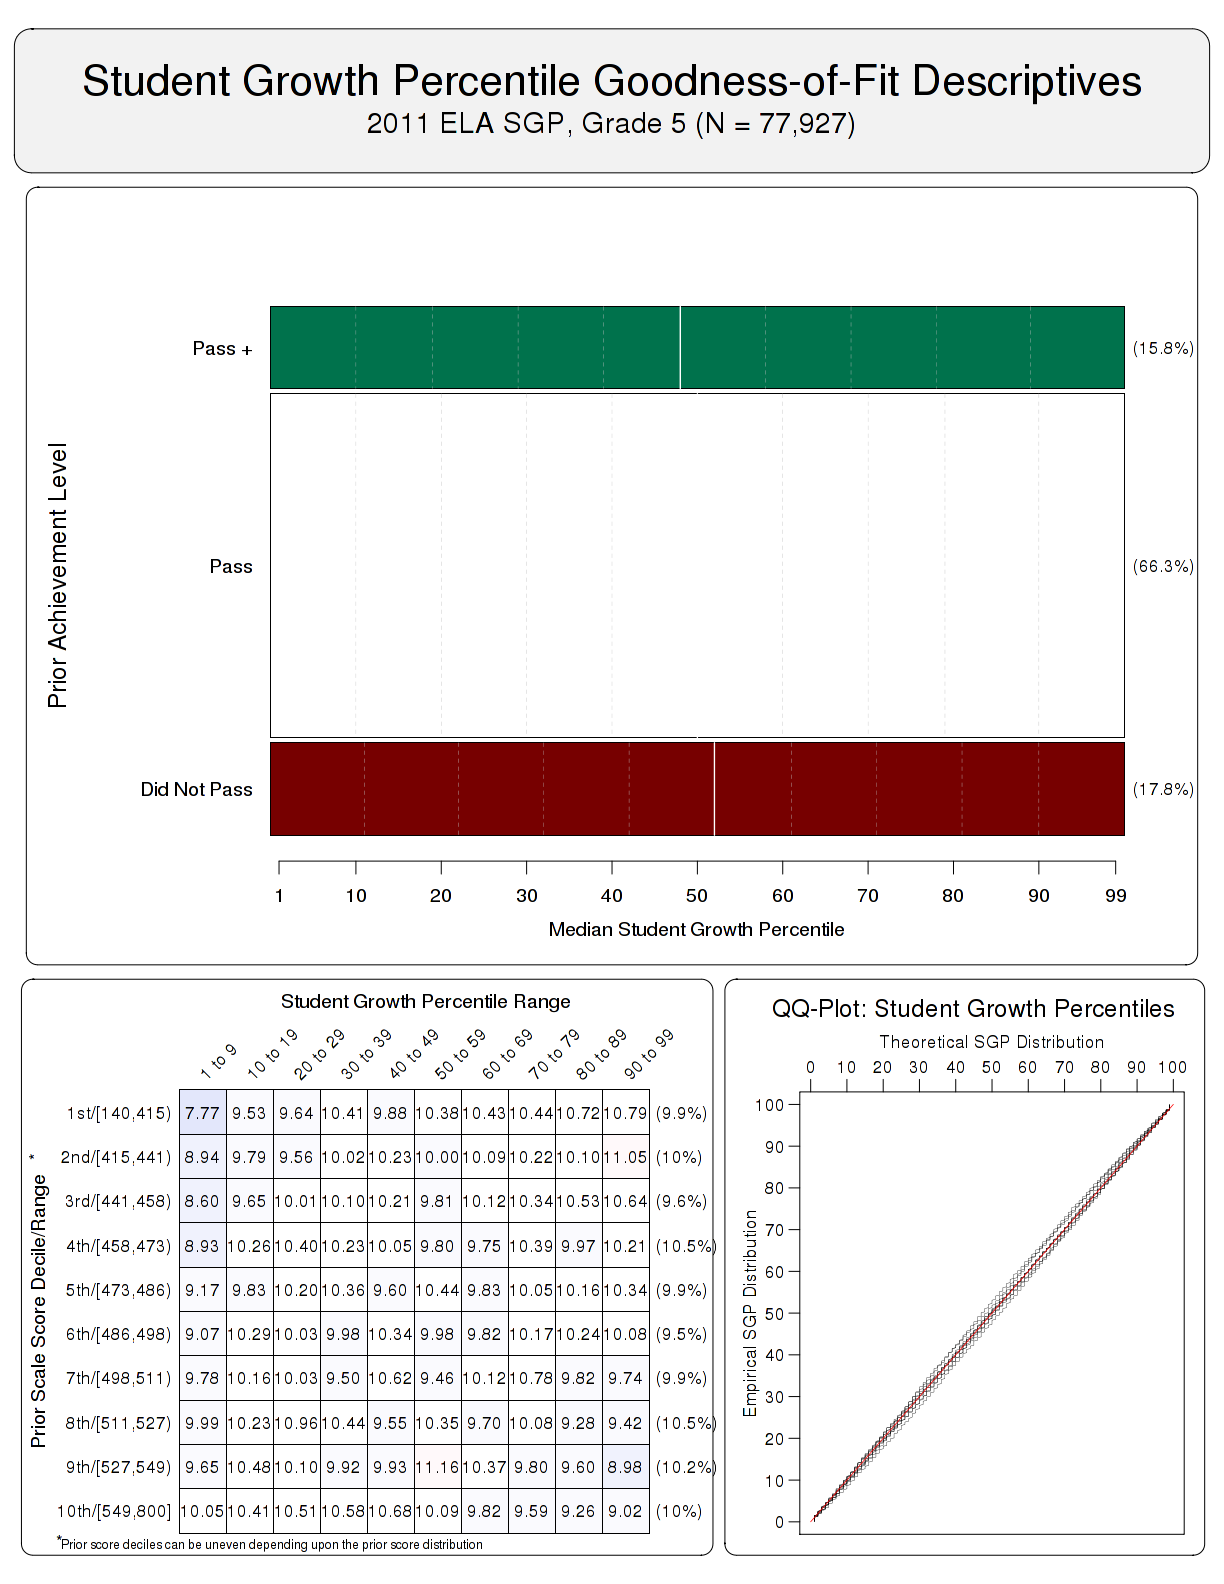 Student Growth Percentile Goodness-of-Fit Descriptives
2011 ELA SGP, Grade 5 (N = 77,927)
Prior Achievement Level
Pass + (15.8%)
Pass (66.3%)
Did Not Pass (17.8%)
1 10 20 30 40 50 60 70 80 90 99
Median Student Growth Percentile
Student Growth Percentile Range
1 to 9 10 to 19 20 to 29 30 to 39 40 to 49 50 to 59 60 to 69 70 to 79 80 to 89 90 to 99
Prior Scale Score Decile/Range *
1st/[140,415) 7.77 9.53 9.64 10.41 9.88 10.38 10.43 10.44 10.72 10.79 (9.9%)
2nd/[415,441) 8.94 9.79 9.56 10.02 10.23 10.00 10.09 10.22 10.10 11.05 (10%)
3rd/[441,458) 8.60 9.65 10.01 10.10 10.21 9.81 10.12 10.34 10.53 10.64 (9.6%)
4th/[458,473) 8.93 10.26 10.40 10.23 10.05 9.80 9.75 10.39 9.97 10.21 (10.5%)
5th/[473,486) 9.17 9.83 10.20 10.36 9.60 10.44 9.83 10.05 10.16 10.34 (9.9%)
6th/[486,498) 9.07 10.29 10.03 9.98 10.34 9.98 9.82 10.17 10.24 10.08 (9.5%)
7th/[498,511) 9.78 10.16 10.03 9.50 10.62 9.46 10.12 10.78 9.82 9.74 (9.9%)
8th/[511,527) 9.99 10.23 10.96 10.44 9.55 10.35 9.70 10.08 9.28 9.42 (10.5%)
9th/[527,549) 9.65 10.48 10.10 9.92 9.93 11.16 10.37 9.80 9.60 8.98 (10.2%)
10th/[549,800] 10.05 10.41 10.51 10.58 10.68 10.09 9.82 9.59 9.26 9.02 (10%)
*Prior score deciles can be uneven depending upon the prior score distribution
QQ-Plot: Student Growth Percentiles
Theoretical SGP Distribution
0 10 20 30 40 50 60 70 80 90 100
Empirical SGP Distribution
100
90
80
70
60
50
40
30
20
10
0